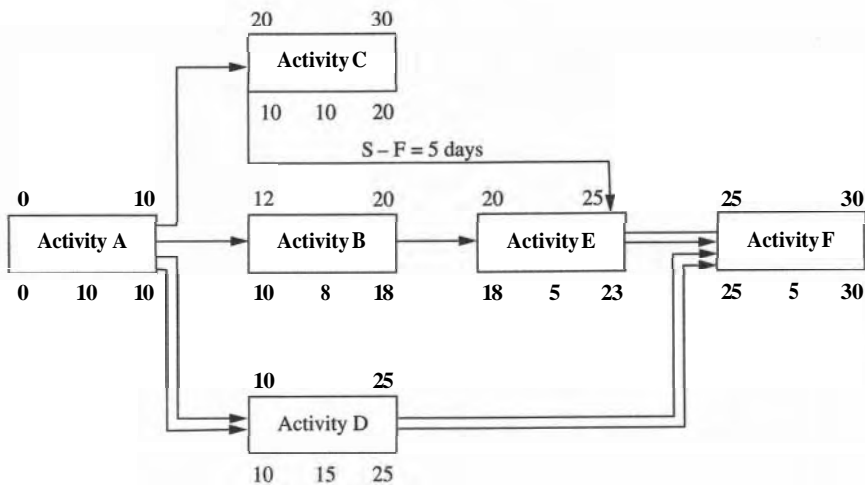 20 30
Activity C
10 10 20
S – F = 5 days
0 10
Activity A
0 10 10
12 20
Activity B
10 8 18
20 25
Activity E
18 5 23
25 30
Activity F
25 5 30
10 25
Activity D
10 15 25